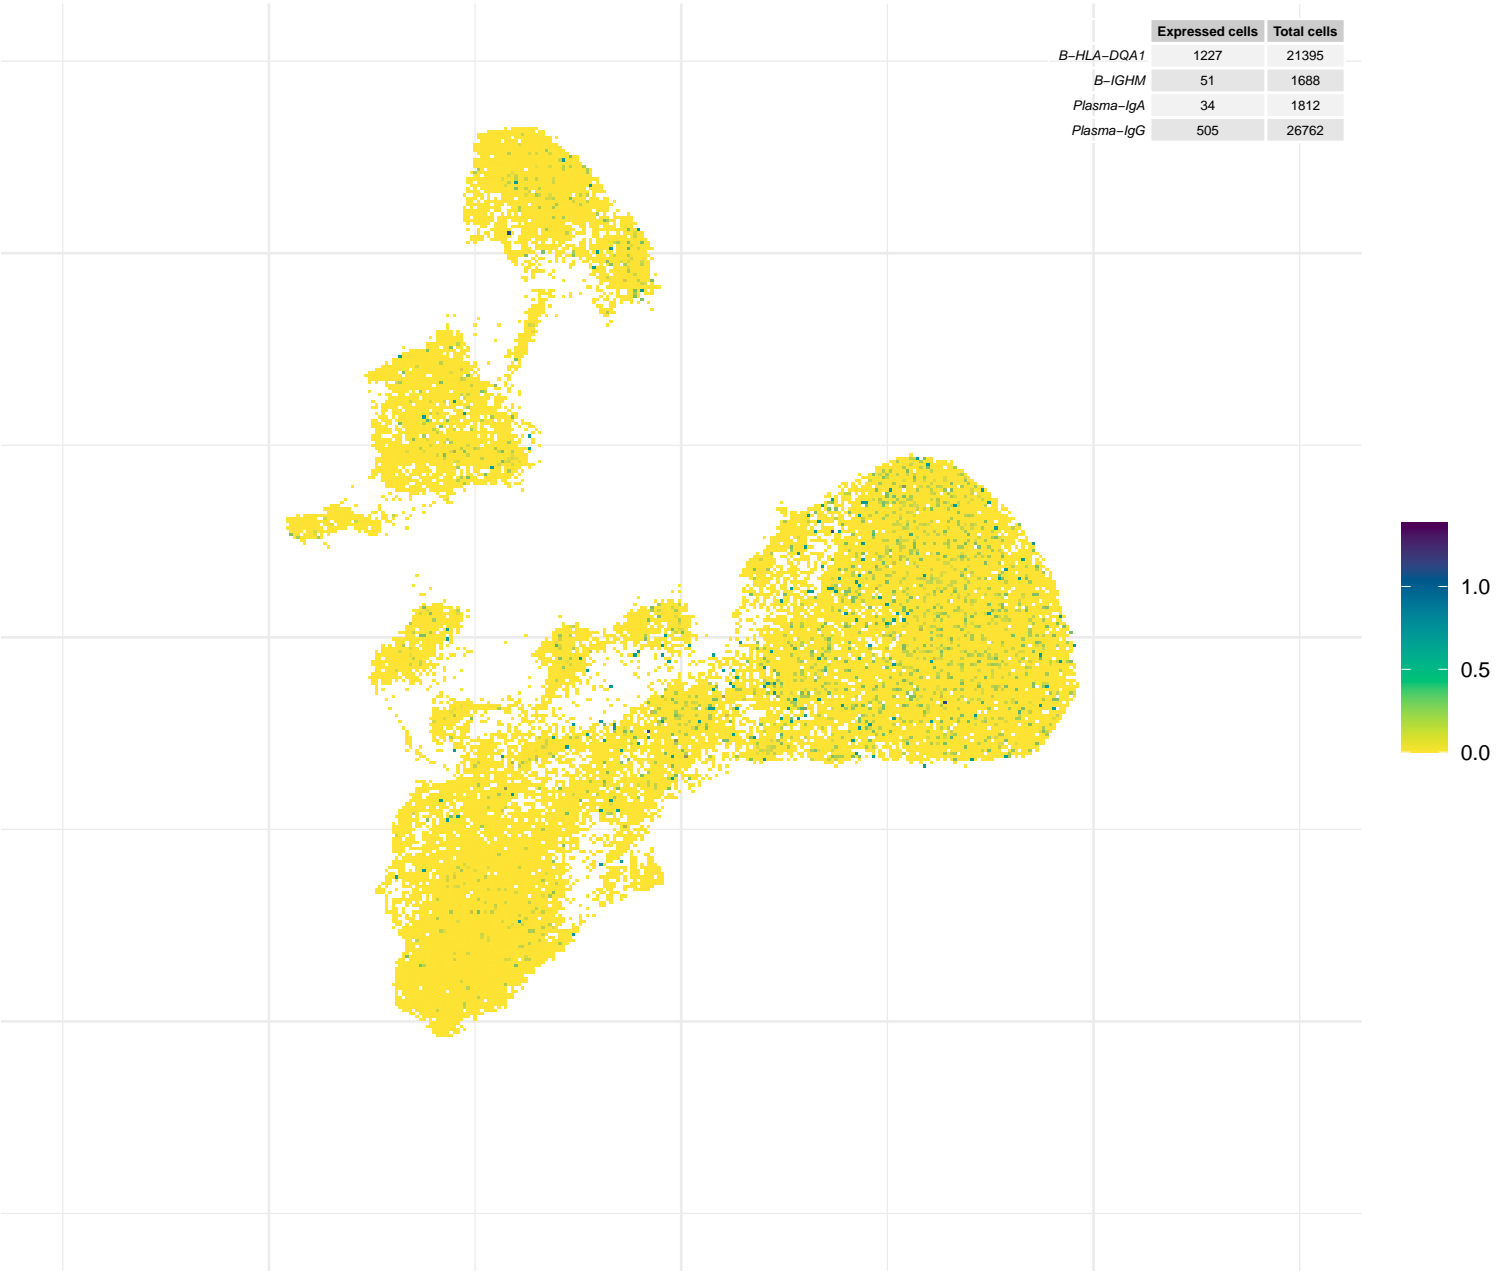 Expressed cells Total cells
B−HLA−DQA1 1227 21395
B−IGHM 51 1688
Plasma−IgA 34 1812
Plasma−IgG 505 26762
1.0
0.5
0.0